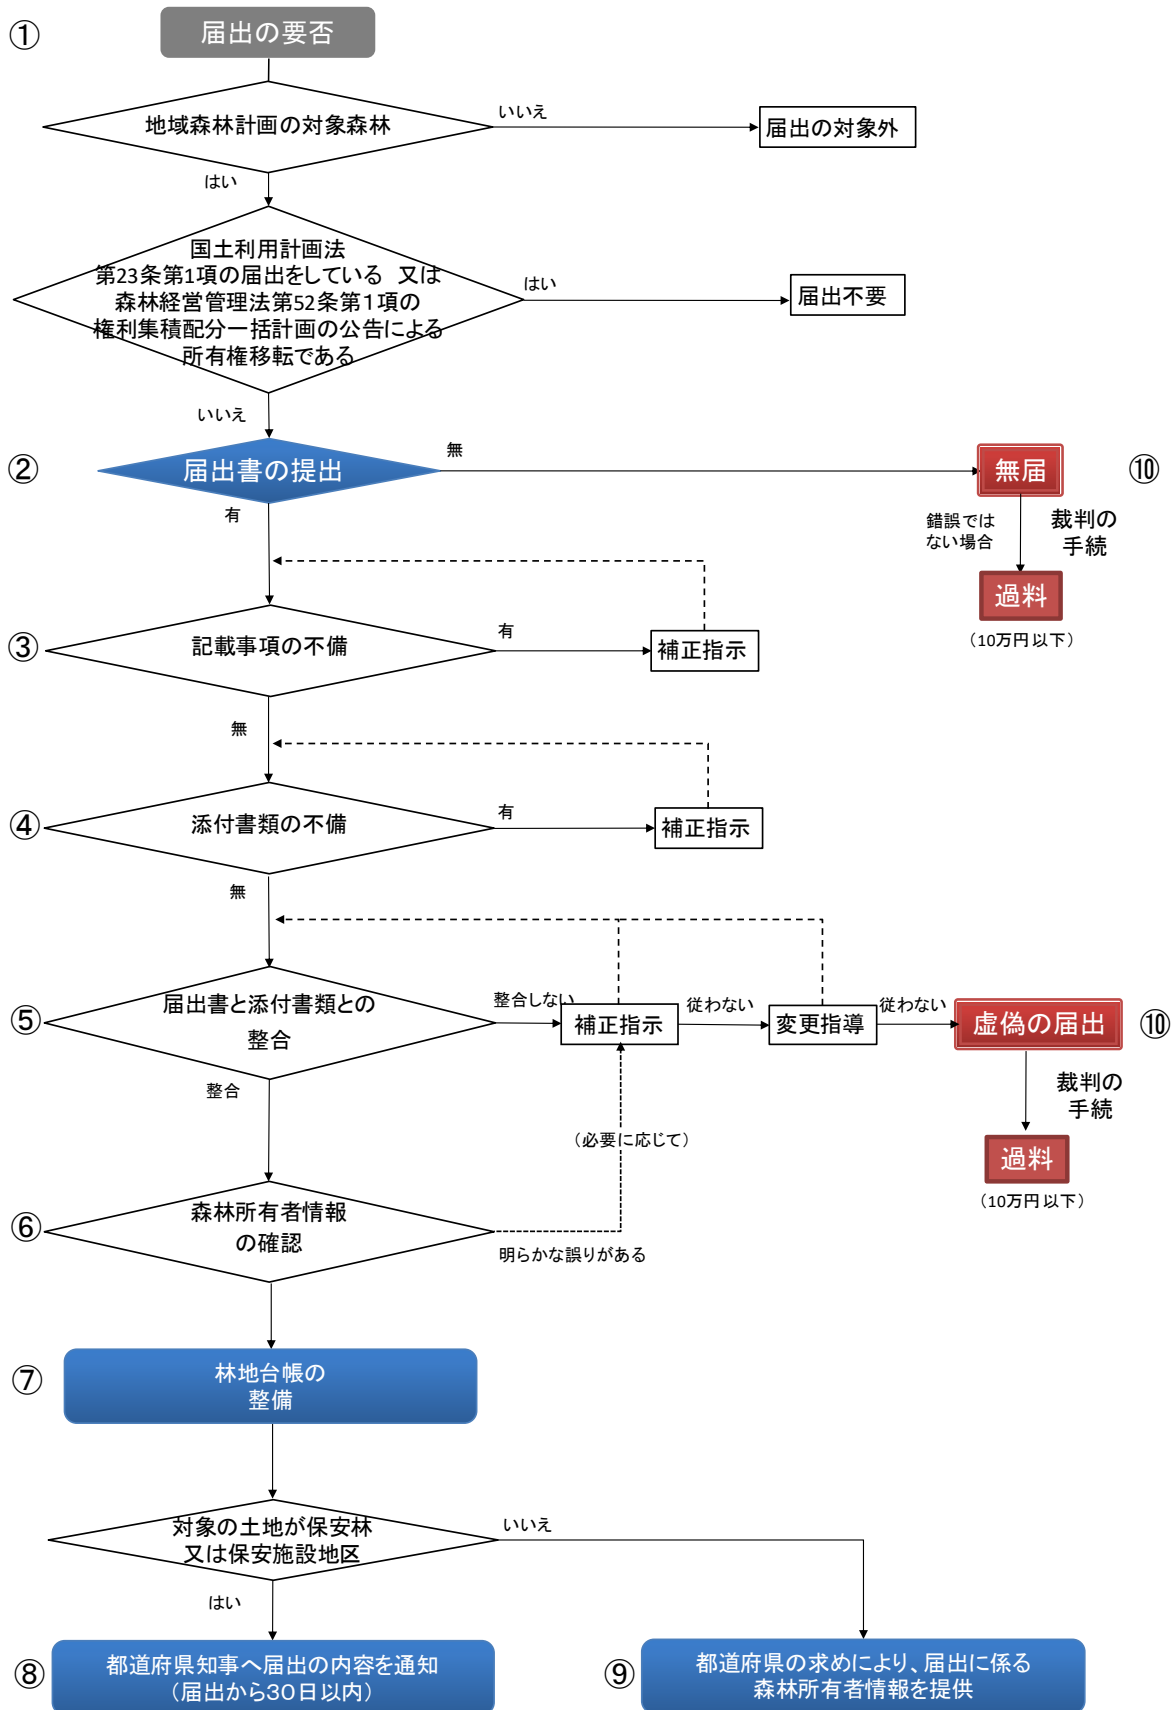 ①
届出の要否
地域森林計画の対象森林
いいえ
届出の対象外
はい
国土利用計画法
第23条第1項の届出をしている 又は
森林経営管理法第52条第1項の
権利集積配分一括計画の公告による
所有権移転である
はい
届出不要
いいえ
②
届出書の提出
無
無届
⑩
有
錯誤では
ない場合
裁判の
手続
過料
（10万円以下）
③
記載事項の不備
有
補正指示
無
④
添付書類の不備
有
補正指示
無
⑤
届出書と添付書類との
整合
整合しない
補正指示
従わない
変更指導
従わない
虚偽の届出
⑩
整合
裁判の
手続
（必要に応じて）
過料
（10万円以下）
⑥
森林所有者情報
の確認
明らかな誤りがある
⑦
林地台帳の
整備
対象の土地が保安林
又は保安施設地区
いいえ
はい
⑧
都道府県知事へ届出の内容を通知
（届出から30日以内）
⑨
都道府県の求めにより、届出に係る
森林所有者情報を提供